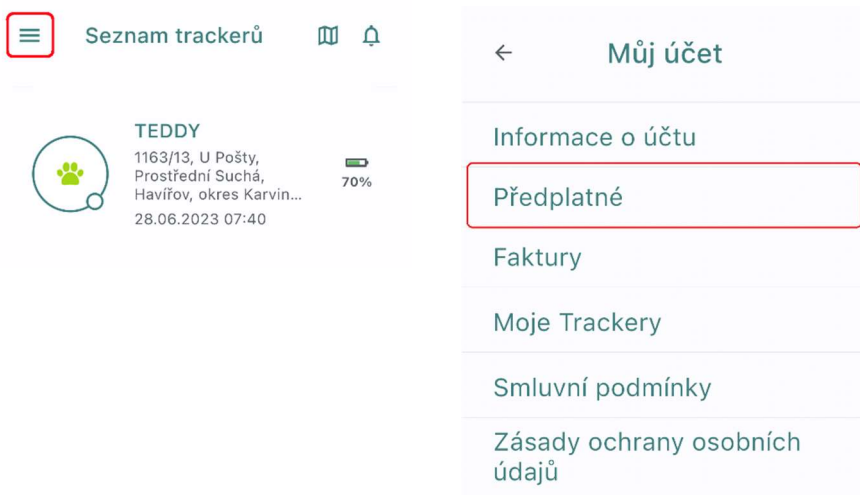 Seznam trackerů
TEDDY
1163/13, U Pošty,
Prostřední Suchá,
Havířov, okres Karvin...
28.06.2023 07:40
70%
Můj účet
Informace o účtu
Předplatné
Faktury
Moje Trackery
Smluvní podmínky
Zásady ochrany osobních
údajů